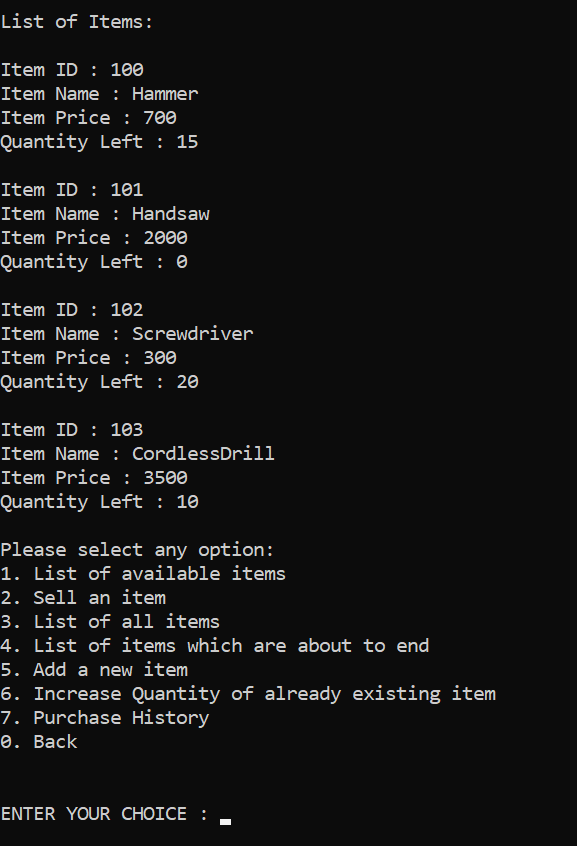 List of Items:
Item ID : 100
Item Name : Hammer
Item Price : 700
Quantity Left : 15
Item ID : 101
Item Name : Handsaw
Item Price : 2000
Quantity Left : 0
Item ID : 102
Item Name : Screwdriver
Item Price : 300
Quantity Left : 20
Item ID : 103
Item Name : CordlessDrill
Item Price : 3500
Quantity Left : 10
Please select any option:
1. List of available items
2. Sell an item
3. List of all items
4. List of items which are about to end
5. Add a new item
6. Increase Quantity of already existing item
7. Purchase History
0. Back
ENTER YOUR CHOICE :